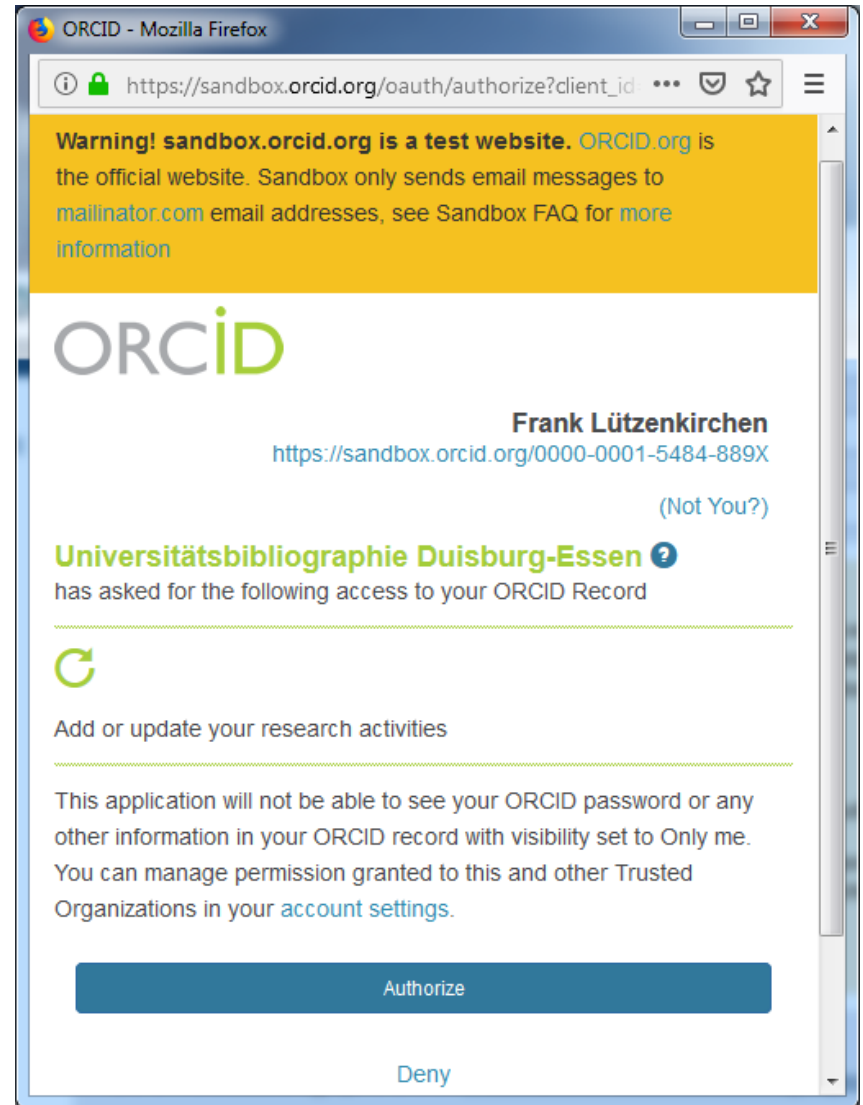 ORCID - Mozilla Firefox
https://sandbox.orcid.org/oauth/authorize?client_id
Warning! sandbox.orcid.org is a test website. ORCID.org is
the official website. Sandbox only sends email messages to
mailinator.com email addresses, see Sandbox FAQ for more
information
ORCiD
Frank Lützenkirchen
https://sandbox.orcid.org/0000-0001-5484-889X
(Not You?)
Universitätsbibliographie Duisburg-Essen ?
has asked for the following access to your ORCID Record
Add or update your research activities
This application will not be able to see your ORCID password or any
other information in your ORCID record with visibility set to Only me.
You can manage permission granted to this and other Trusted
Organizations in your account settings.
Authorize
Deny